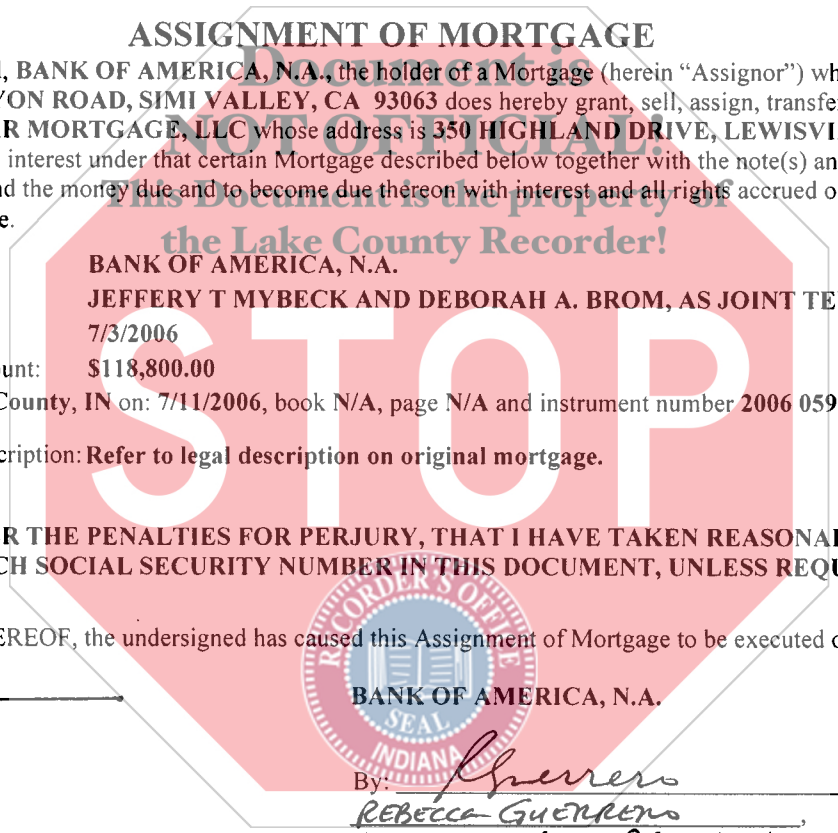 ASSIGNMENT OF MORTGAGE
Document is
, BANK OF AMERICA, N.A., the holder of a Mortgage (herein “Assignor”) wh
YON ROAD, SIMI VALLEY, CA 93063 does hereby grant, sell, assign, transfe
NOT OFFICIAL!
R MORTGAGE, LLC whose address is 350 HIGHLAND DRIVE, LEWISVI
interest under that certain Mortgage described below together with the note(s) an
nd the money due and to become due thereon with interest and all rights accrued o
This Document is the property of
e.
the Lake County Recorder!
BANK OF AMERICA, N.A.
JEFFERY T MYBECK AND DEBORAH A. BROM, AS JOINT TE
7/3/2006
unt: $118,800.00
County, IN on: 7/11/2006, book N/A, page N/A and instrument number 2006 059
cription: Refer to legal description on original mortgage.
STOP
R THE PENALTIES FOR PERJURY, THAT I HAVE TAKEN REASONA
CH SOCIAL SECURITY NUMBER IN THIS DOCUMENT, UNLESS REQU
EREOF, the undersigned has caused this Assignment of Mortgage to be executed o
RECORDER'S OFFICE
SEAL
INDIANA
BANK OF AMERICA, N.A.
By: RGuerrero
REBECCA GUERRERO,